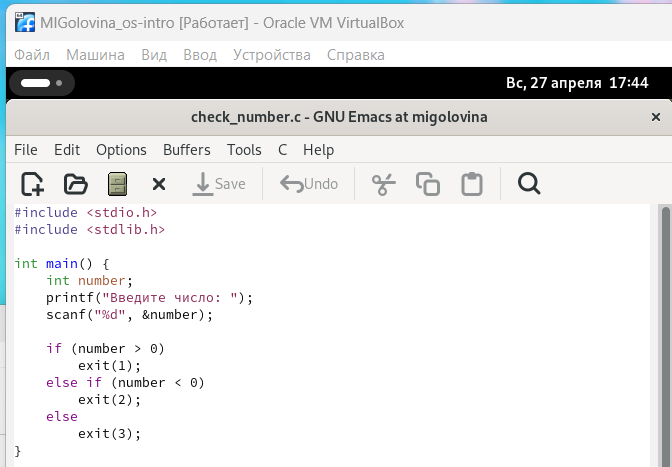 MIGolovina_os-intro [Работает] - Oracle VM VirtualBox
Файл Машина Вид Ввод Устройства Справка
Вс, 27 апреля 17:44
check_number.c - GNU Emacs at migolovina
File Edit Options Buffers Tools C Help
Save Undo
#include <stdio.h>
#include <stdlib.h>
int main() {
    int number;
    printf("Введите число: ");
    scanf("%d", &number);
    if (number > 0)
        exit(1);
    else if (number < 0)
        exit(2);
    else
        exit(3);
}